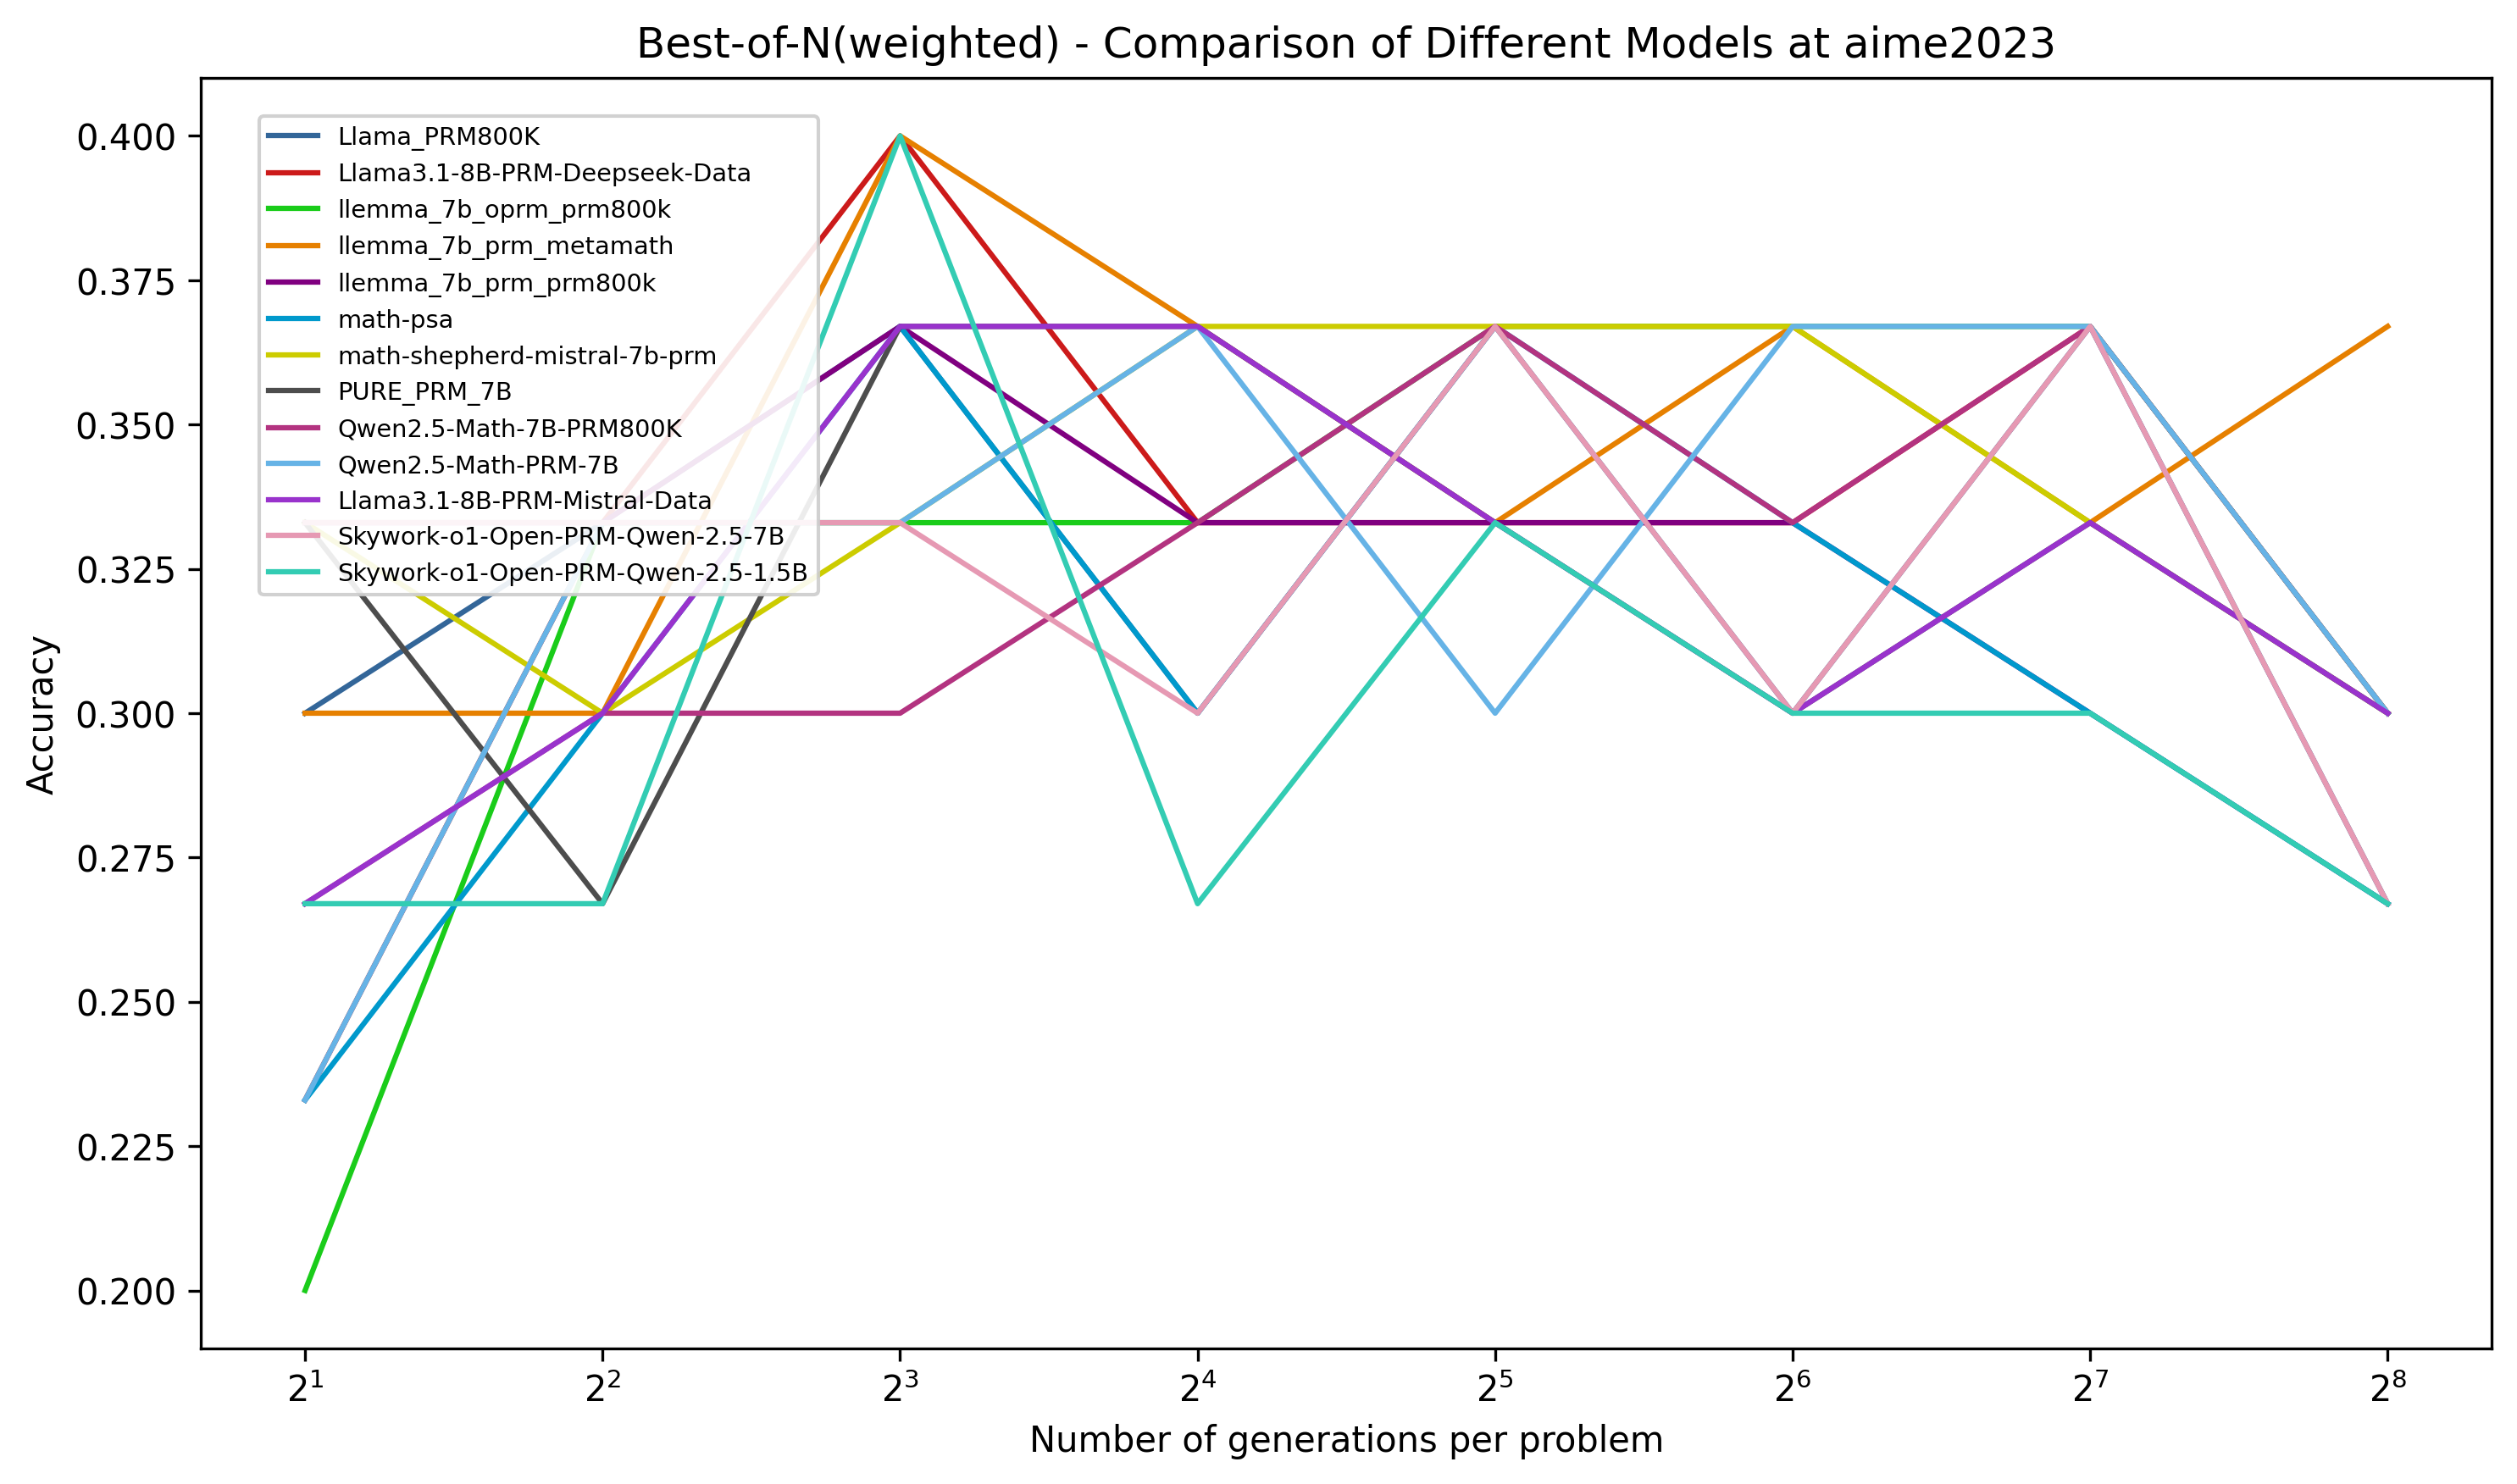 Best-of-N(weighted) - Comparison of Different Models at aime2023
Accuracy
0.400
0.375
0.350
0.325
0.300
0.275
0.250
0.225
0.200
Llama_PRM800K
Llama3.1-8B-PRM-Deepseek-Data
llemma_7b_oprm_prm800k
llemma_7b_prm_metamath
llemma_7b_prm_prm800k
math-psa
math-shepherd-mistral-7b-prm
PURE_PRM_7B
Qwen2.5-Math-7B-PRM800K
Qwen2.5-Math-PRM-7B
Llama3.1-8B-PRM-Mistral-Data
Skywork-o1-Open-PRM-Qwen-2.5-7B
Skywork-o1-Open-PRM-Qwen-2.5-1.5B
2¹ 2² 2³ 2⁴ 2⁵ 2⁶ 2⁷ 2⁸
Number of generations per problem